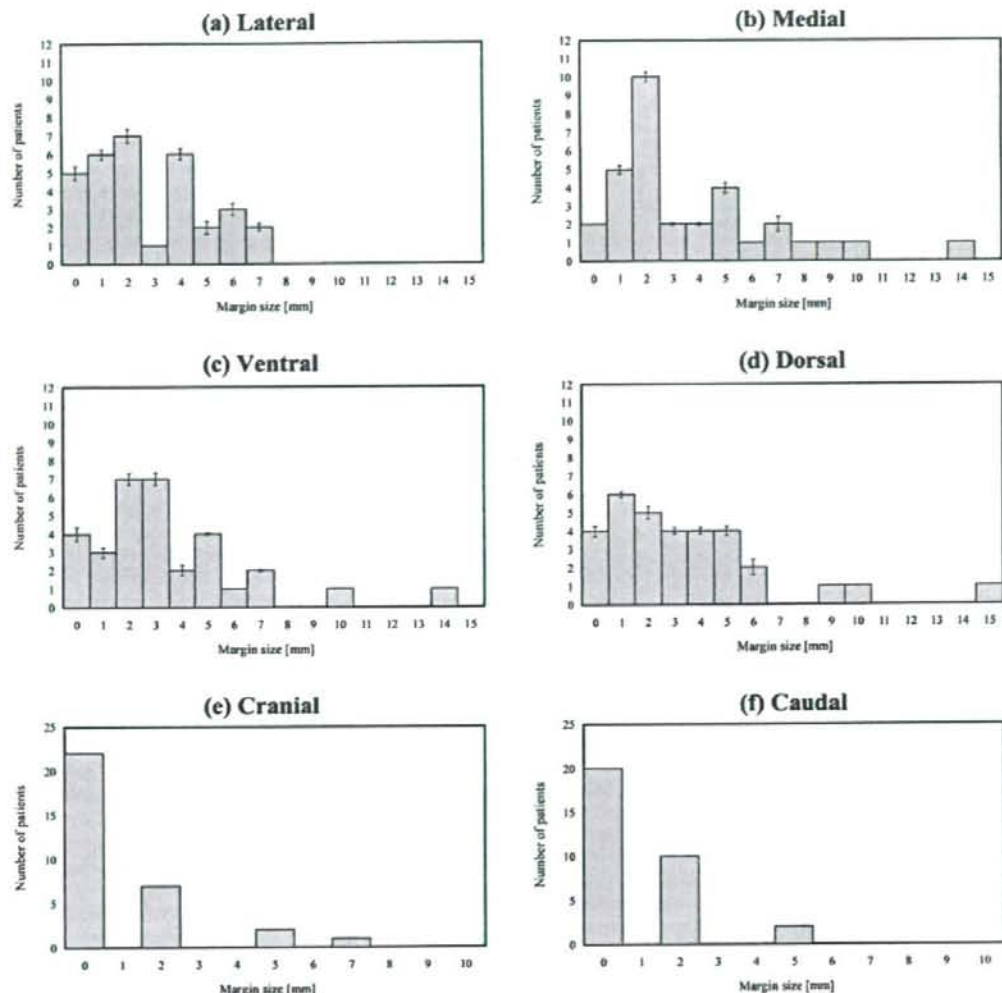 (a) Lateral
12
11
10
9
8
7
6
5
4
3
2
1
0
Number of patients
0 1 2 3 4 5 6 7 8 9 10 11 12 13 14 15
Margin size [mm]
(b) Medial
12
11
10
9
8
7
6
5
4
3
2
1
0
Number of patients
0 1 2 3 4 5 6 7 8 9 10 11 12 13 14 15
Margin size [mm]
(c) Ventral
12
11
10
9
8
7
6
5
4
3
2
1
0
Number of patients
0 1 2 3 4 5 6 7 8 9 10 11 12 13 14 15
Margin size [mm]
(d) Dorsal
12
11
10
9
8
7
6
5
4
3
2
1
0
Number of patients
0 1 2 3 4 5 6 7 8 9 10 11 12 13 14 15
Margin size [mm]
(e) Cranial
25
20
15
10
5
0
Number of patients
0 1 2 3 4 5 6 7 8 9 10
Margin size [mm]
(f) Caudal
25
20
15
10
5
0
Number of patients
0 1 2 3 4 5 6 7 8 9 10
Margin size [mm]